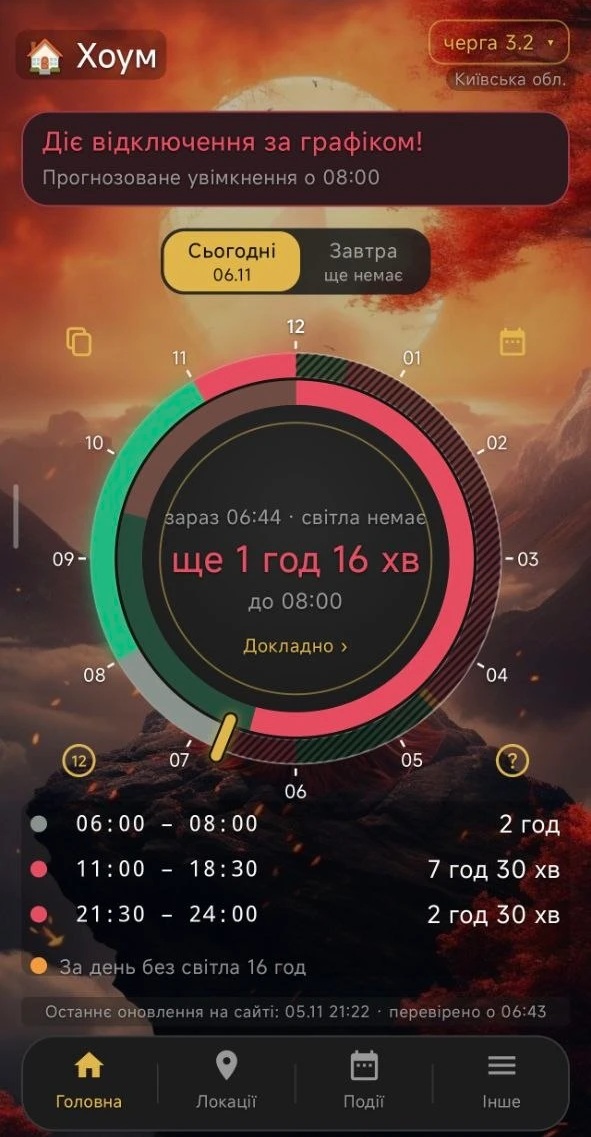 Хоум
черга 3.2
Київська обл.
Діє відключення за графіком!
Прогнозоване увімкнення о 08:00
Сьогодні
06.11
Завтра
ще немає
12
11
01
10
02
зараз 06:44 · світла немає
09
ще 1 год 16 хв
03
до 08:00
Докладно ›
08
04
12
07
05
?
06
06:00 – 08:00 2 год
11:00 – 18:30 7 год 30 хв
21:30 – 24:00 2 год 30 хв
За день без світла 16 год
Останнє оновлення на сайті: 05.11 21:22 · перевірено о 06:43
Головна
Локації
Події
Інше